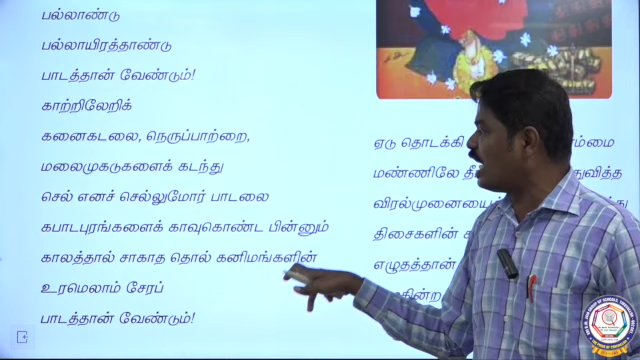 பல்லாண்டு
பல்லாயிரத்தாண்டு
பாடத்தான் வேண்டும்!
காற்றிலேறிக்
கனைகடலை, நெருப்பாற்றை,
மலைமுகடுகளைக் கடந்து
செல் எனச் செல்லுமோர் பாடலை
கபாடபுரங்களைக் காவுகொண்ட பின்னும்
காலத்தால் சாகாத தொல் கனிமங்களின்
உரமெலாம் சேரப்
பாடத்தான் வேண்டும்!
ஏடு தொடக்கி
மண்ணிலே
விரல்முனையை
திசைகளின்
எழுதத்தான்